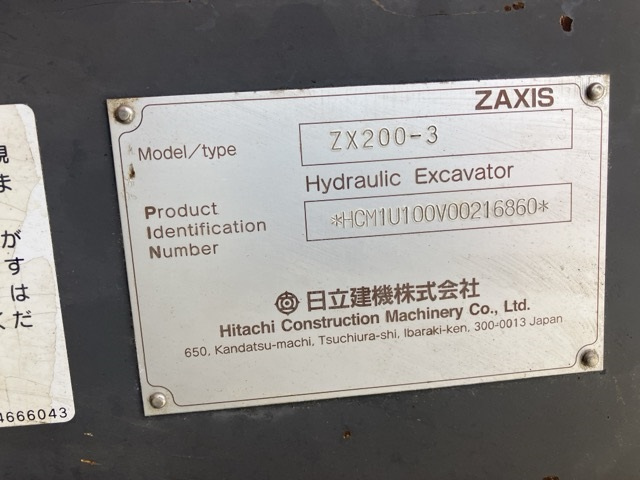 ZAXIS
Model/type
ZX200-3
Hydraulic Excavator
Product
Identification
Number
*HCM1U100V00216860*
日立建機株式会社
Hitachi Construction Machinery Co., Ltd.
650, Kandatsu-machi, Tsuchiura-shi, Ibaraki-ken, 300-0013 Japan
ま
が
す
は
だ
4666043